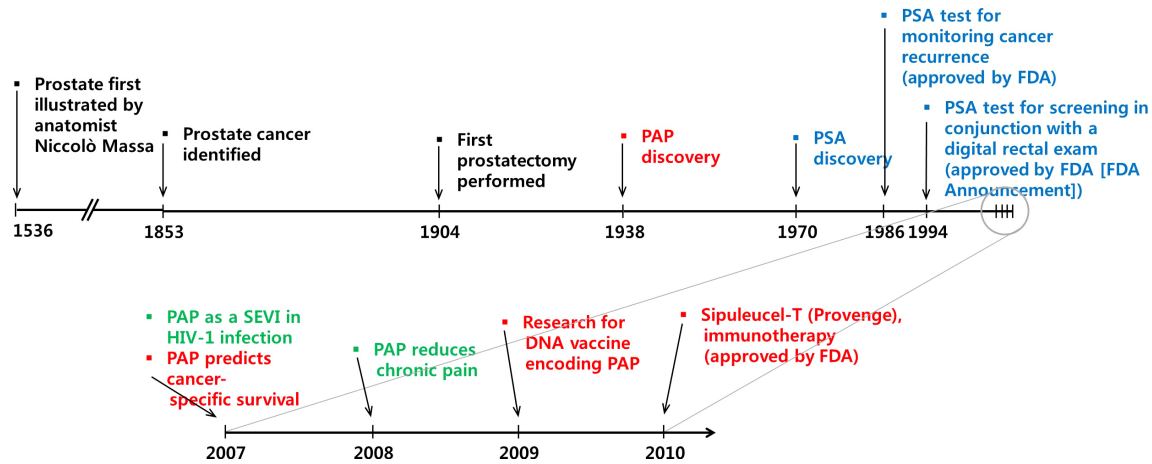 Prostate first
illustrated by
anatomist
Niccolò Massa
Prostate cancer
identified
First
prostatectomy
performed
PAP
discovery
PSA
discovery
PSA test for
monitoring cancer
recurrence
(approved by FDA)
PSA test for screening in
conjunction with a
digital rectal exam
(approved by FDA [FDA
Announcement])
1536
1853
1904
1938
1970
1986
1994
PAP as a SEVI in
HIV-1 infection
PAP predicts
cancer-
specific survival
PAP reduces
chronic pain
Research for
DNA vaccine
encoding PAP
Sipuleucel-T (Provenge),
immunotherapy
(approved by FDA)
2007
2008
2009
2010